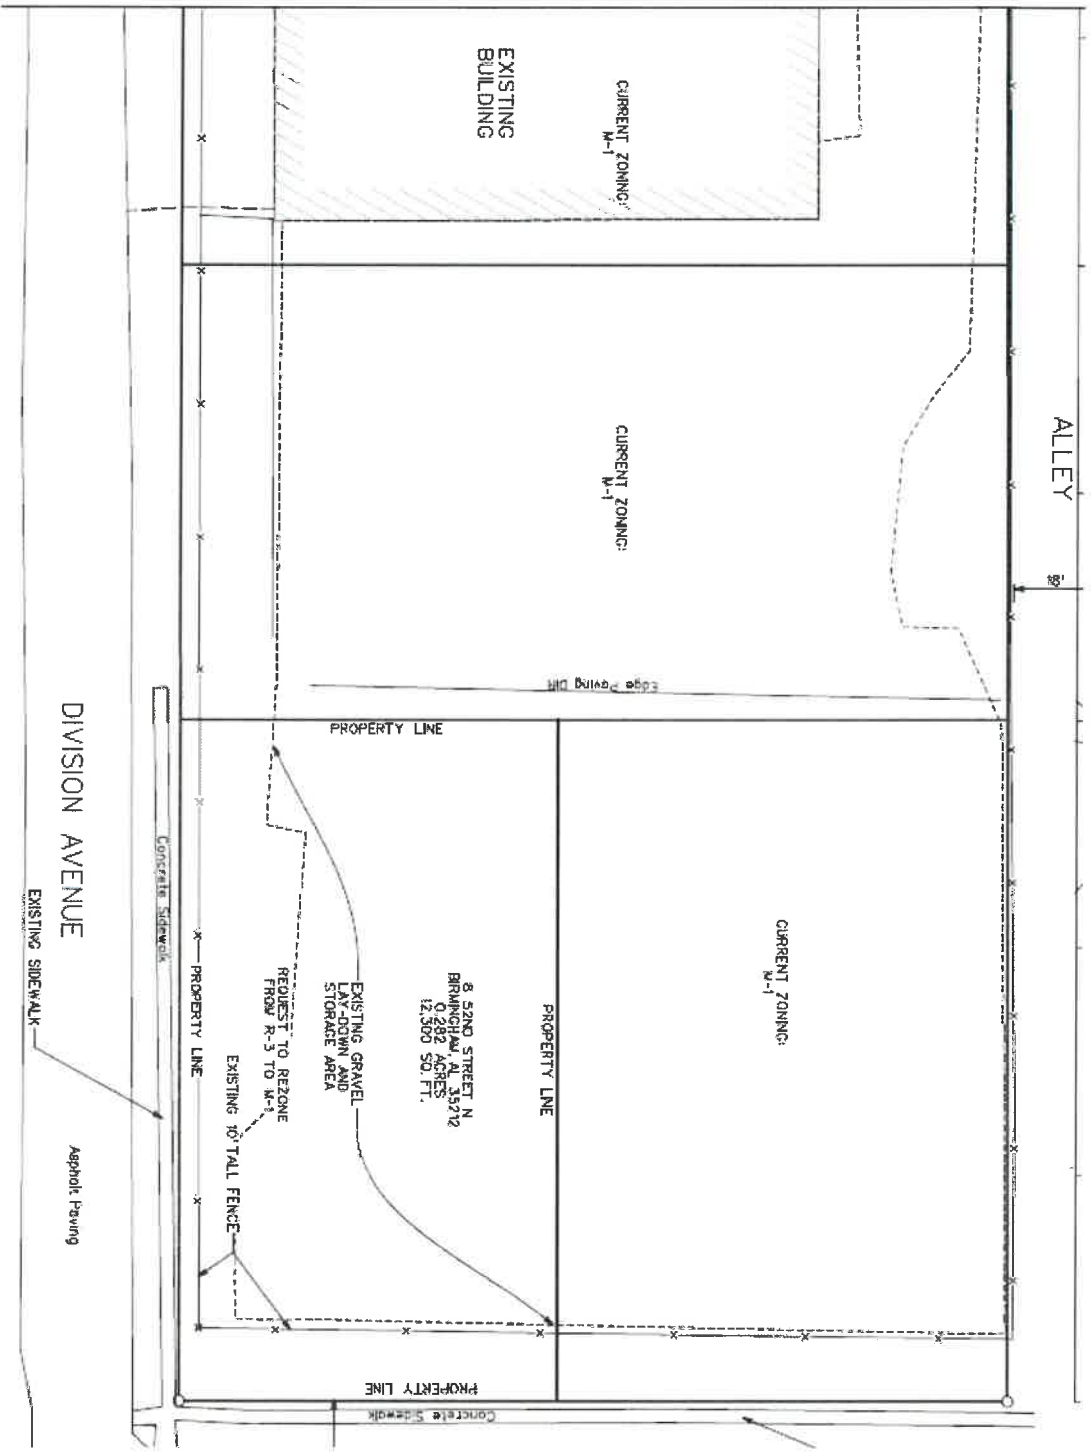 EXISTING
BUILDING
CURRENT ZONING:
M-1
CURRENT ZONING:
M-1
ALLEY
Edge Paving Dirt
PROPERTY LINE
DIVISION AVENUE
Concrete Sidewalk
EXISTING SIDEWALK
Asphalt Paving
PROPERTY LINE
EXISTING 10' TALL FENCE
REQUEST TO REZONE
FROM R-3 TO M-1
EXISTING GRAVEL
LAY-DOWN AND
STORAGE AREA
8 52ND STREET N
BIRMINGHAM, AL 35212
0.282 ACRES
12,300 SQ. FT.
PROPERTY LINE
CURRENT ZONING:
M-1
PROPERTY LINE
Concrete Sidewalk